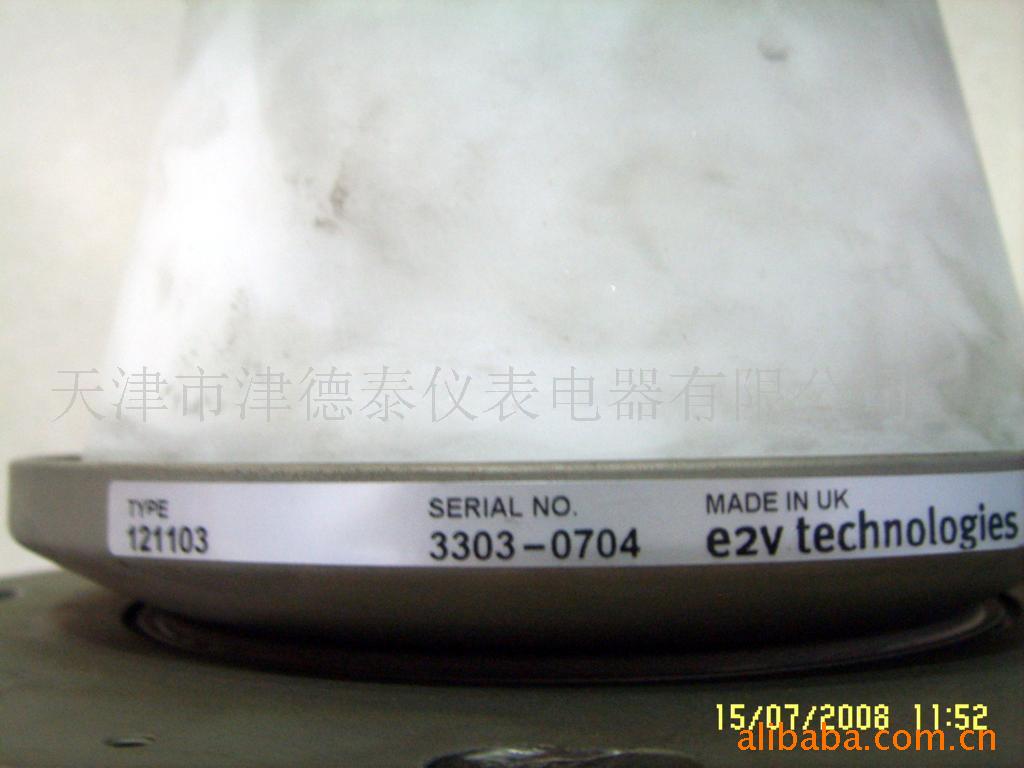 天津市津德泰仪表电器有限公司
TYPE SERIAL NO. MADE IN UK
121103 3303-0704 e2v technologies
15/07/2008 11:52
alibaba.com.cn